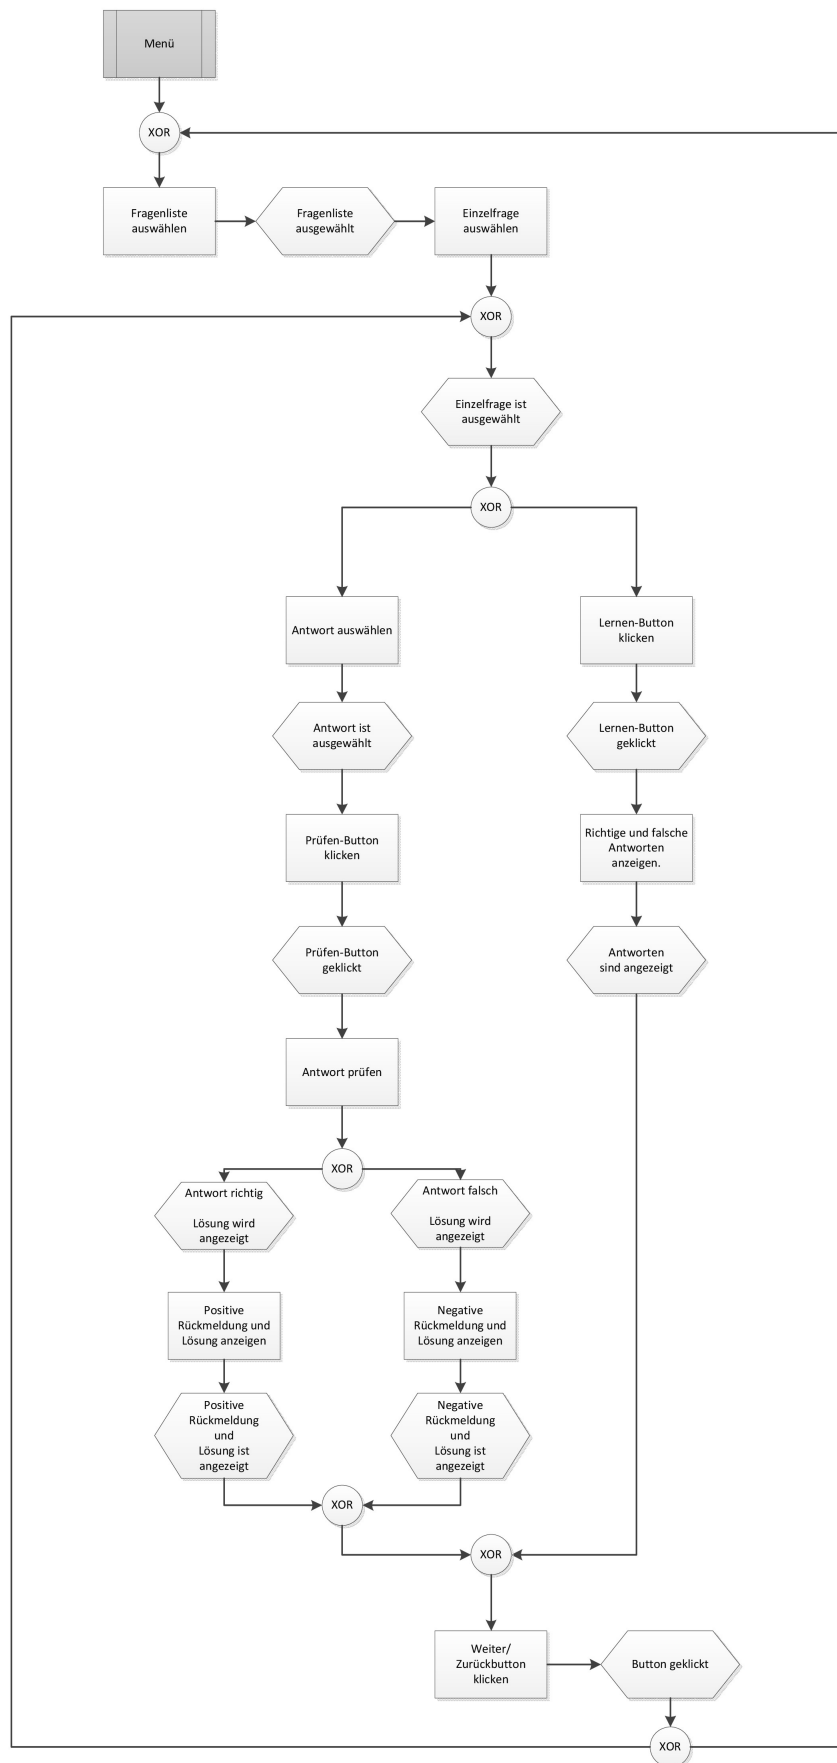 Menü
XOR
Fragenliste
auswählen
Fragenliste
ausgewählt
Einzelfrage
auswählen
XOR
Einzelfrage ist
ausgewählt
XOR
Antwort auswählen
Lernen-Button
klicken
Antwort ist
ausgewählt
Lernen-Button
geklickt
Prüfen-Button
klicken
Richtige und falsche
Antworten
anzeigen.
Prüfen-Button
geklickt
Antworten
sind angezeigt
Antwort prüfen
XOR
Antwort richtig
Lösung wird
angezeigt
Antwort falsch
Lösung wird
angezeigt
Positive
Rückmeldung und
Lösung anzeigen
Negative
Rückmeldung und
Lösung anzeigen
Positive
Rückmeldung
und
Lösung ist
angezeigt
Negative
Rückmeldung
und
Lösung ist
angezeigt
XOR
XOR
Weiter/
Zurückbutton
klicken
Button geklickt
XOR